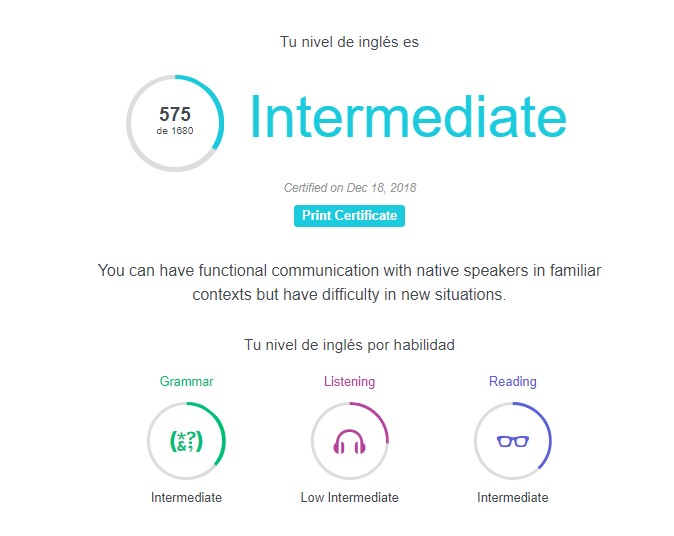 Tu nivel de inglés es
575
de 1680
Intermediate
Certified on Dec 18, 2018
Print Certificate
You can have functional communication with native speakers in familiar
contexts but have difficulty in new situations.
Tu nivel de inglés por habilidad
Grammar
Listening
Reading
(*?)
&;
Intermediate
Low Intermediate
Intermediate